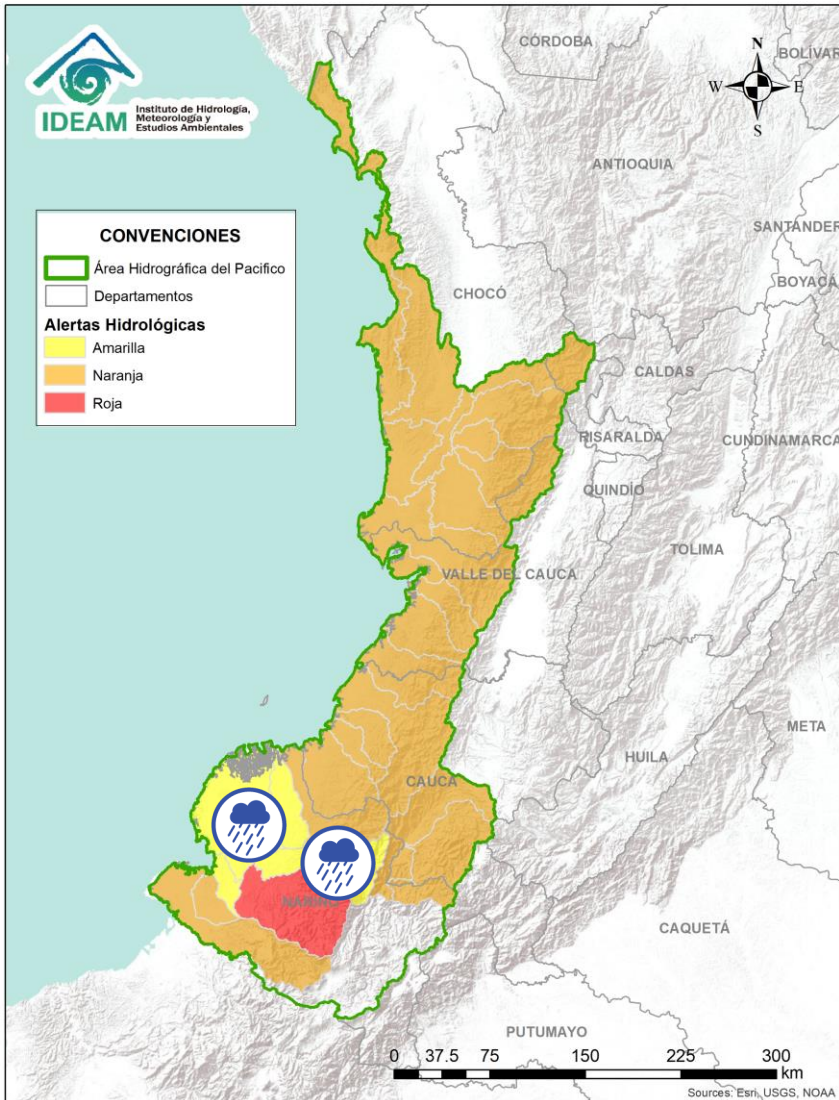 IDEAM
Instituto de Hidrología,
Meteorología y
Estudios Ambientales
CÓRDOBA
BOLÍVAR
N
W E
S
ANTIOQUIA
SANTANDER
BOYACÁ
CHOCÓ
CONVENCIONES
Área Hidrográfica del Pacifico
Departamentos
Alertas Hidrológicas
Amarilla
Naranja
Roja
CALDAS
RISARALDA
CUNDINAMARCA
QUINDÍO
TOLIMA
VALLE DEL CAUCA
META
HUILA
CAUCA
NARIÑO
CAQUETÁ
PUTUMAYO
0 37.5 75 150 225 300
km
Sources: Esri, USGS, NOAA